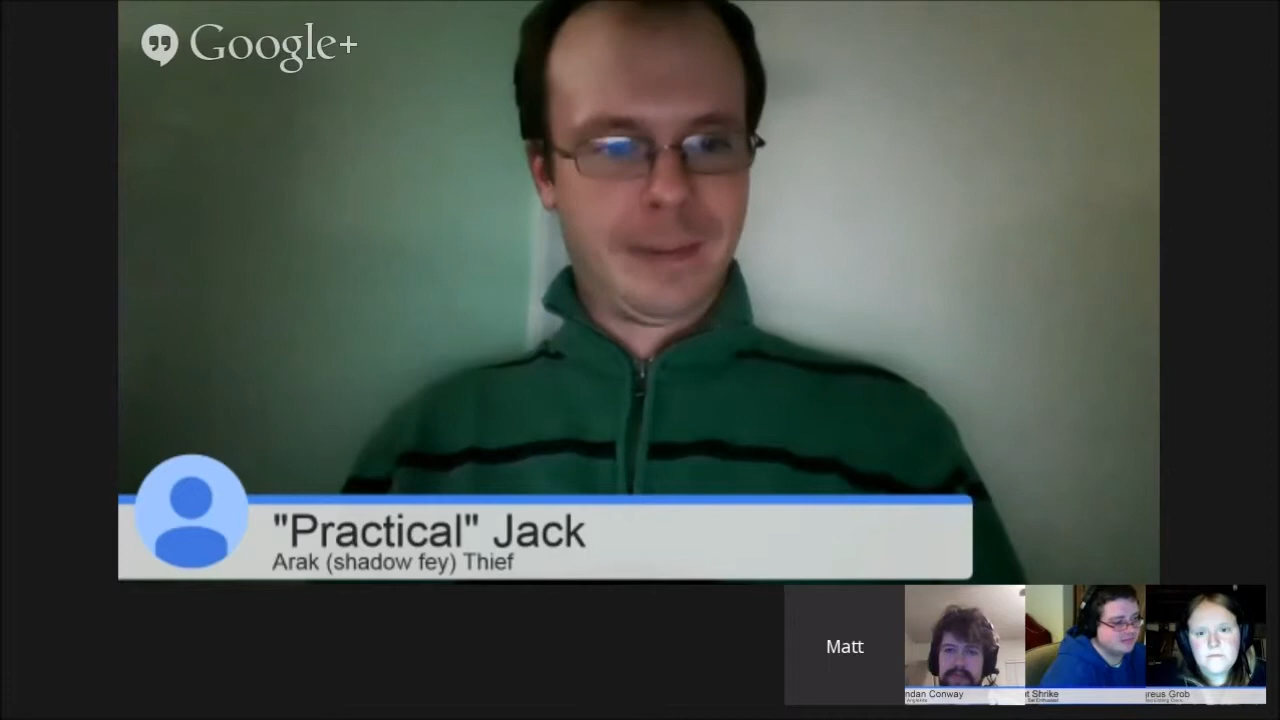 Google+
"Practical" Jack
Arak (shadow fey) Thief
Matt
ndan Conway
t Shrike
reus Grob